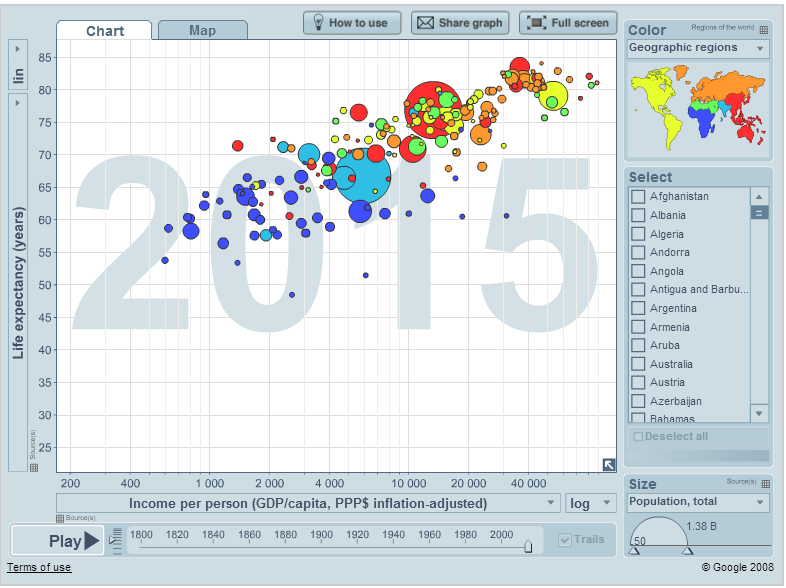 Chart
Map
How to use
Share graph
Full screen
Color
Regions of the world
Geographic regions
lin
Life expectancy (years)
Source(s)
85
80
75
70
65
60
55
50
45
40
35
30
25
2015
200
400
1 000
2 000
4 000
10 000
20 000
40 000
Income per person (GDP/capita, PPP$ inflation-adjusted)
log
Source(s)
Select
Afghanistan
Albania
Algeria
Andorra
Angola
Antigua and Barbu...
Argentina
Armenia
Aruba
Australia
Austria
Azerbaijan
Bahamas
Deselect all
Size
Source(s)
Population, total
1.38 B
50
Play
1800
1820
1840
1860
1880
1900
1920
1940
1960
1980
2000
Trails
Terms of use
© Google 2008